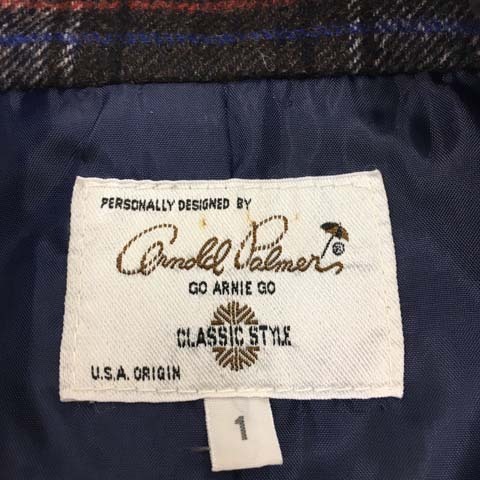 PERSONALLY DESIGNED BY
Arnold Palmer
GO ARNIE GO
CLASSIC STYLE
U.S.A. ORIGIN
1